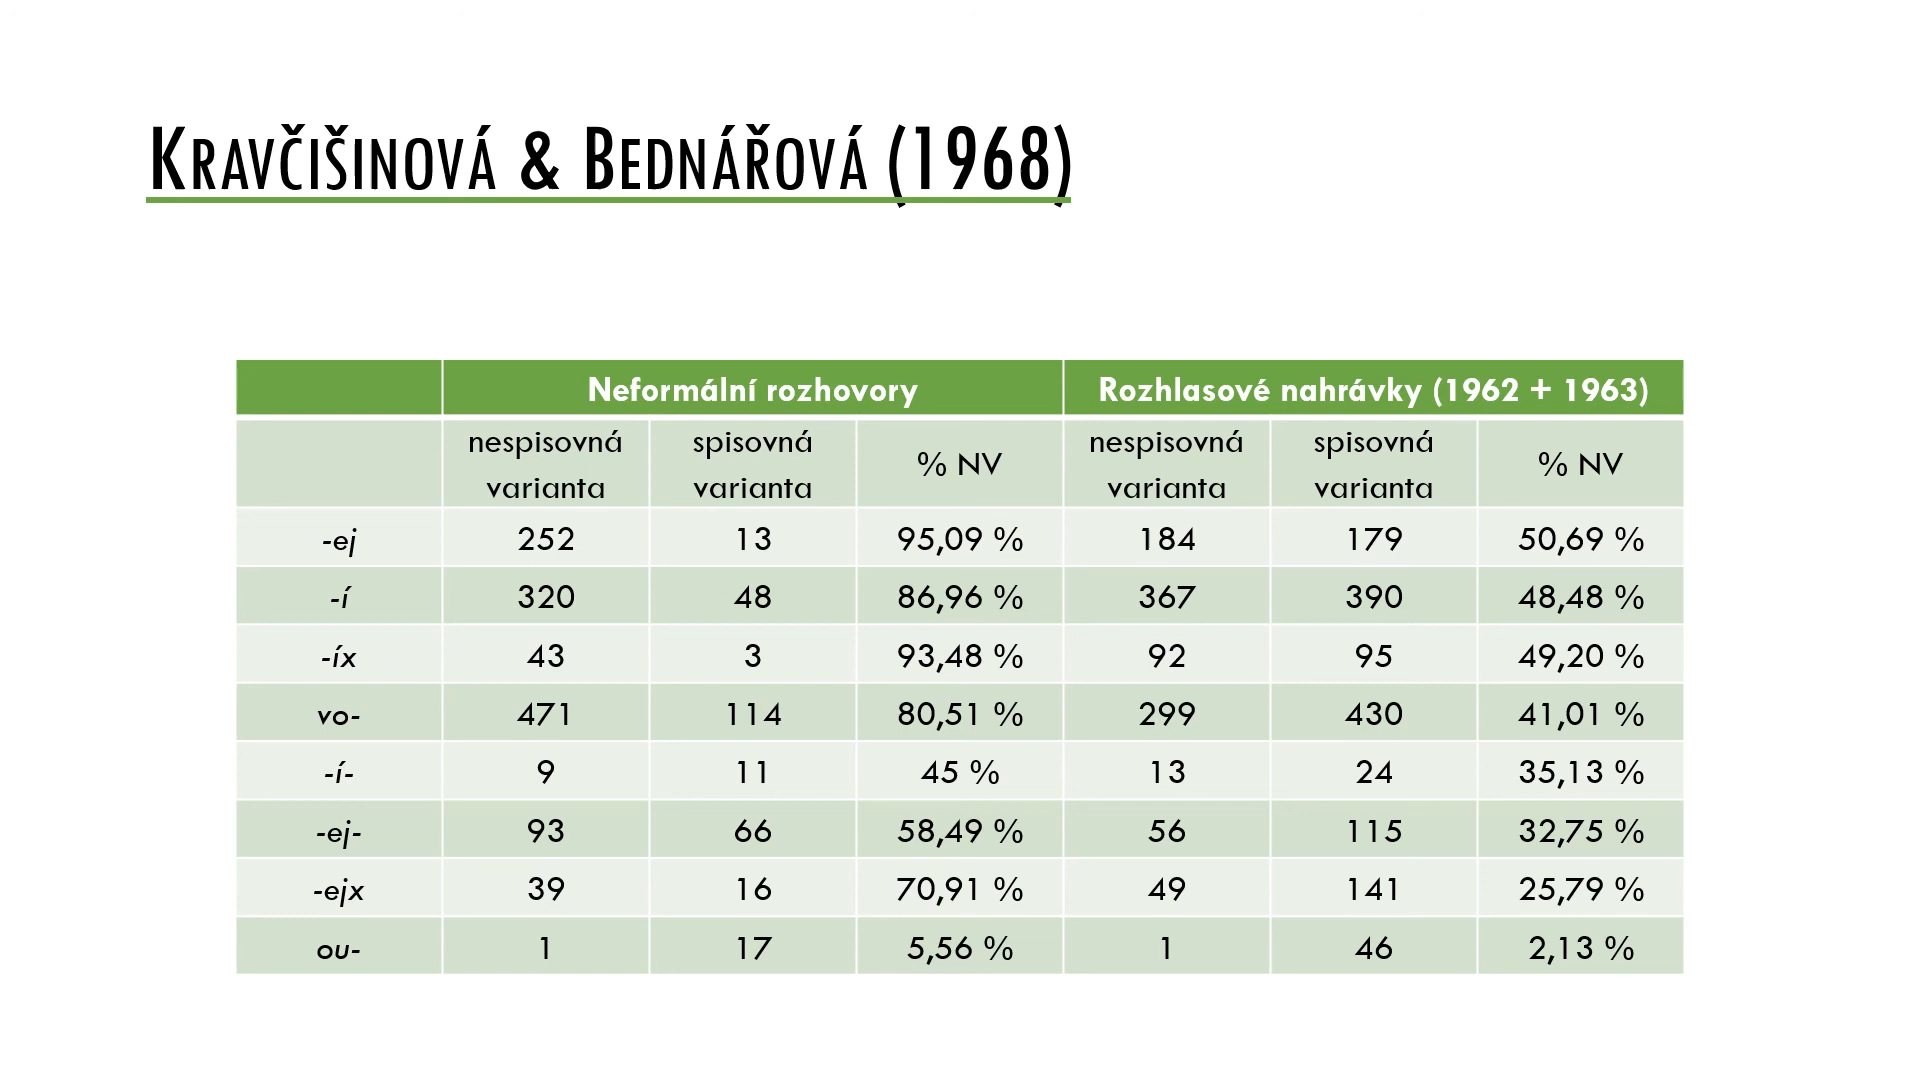 KRAVČIŠINOVÁ & BEDNÁŘOVÁ (1968)
Neformální rozhovory Rozhlasové nahrávky (1962 + 1963)
nespisovná varianta spisovná varianta % NV nespisovná varianta spisovná varianta % NV
-ej 252 13 95,09 % 184 179 50,69 %
-í 320 48 86,96 % 367 390 48,48 %
-íx 43 3 93,48 % 92 95 49,20 %
vo- 471 114 80,51 % 299 430 41,01 %
-í- 9 11 45 % 13 24 35,13 %
-ej- 93 66 58,49 % 56 115 32,75 %
-ejx 39 16 70,91 % 49 141 25,79 %
ou- 1 17 5,56 % 1 46 2,13 %